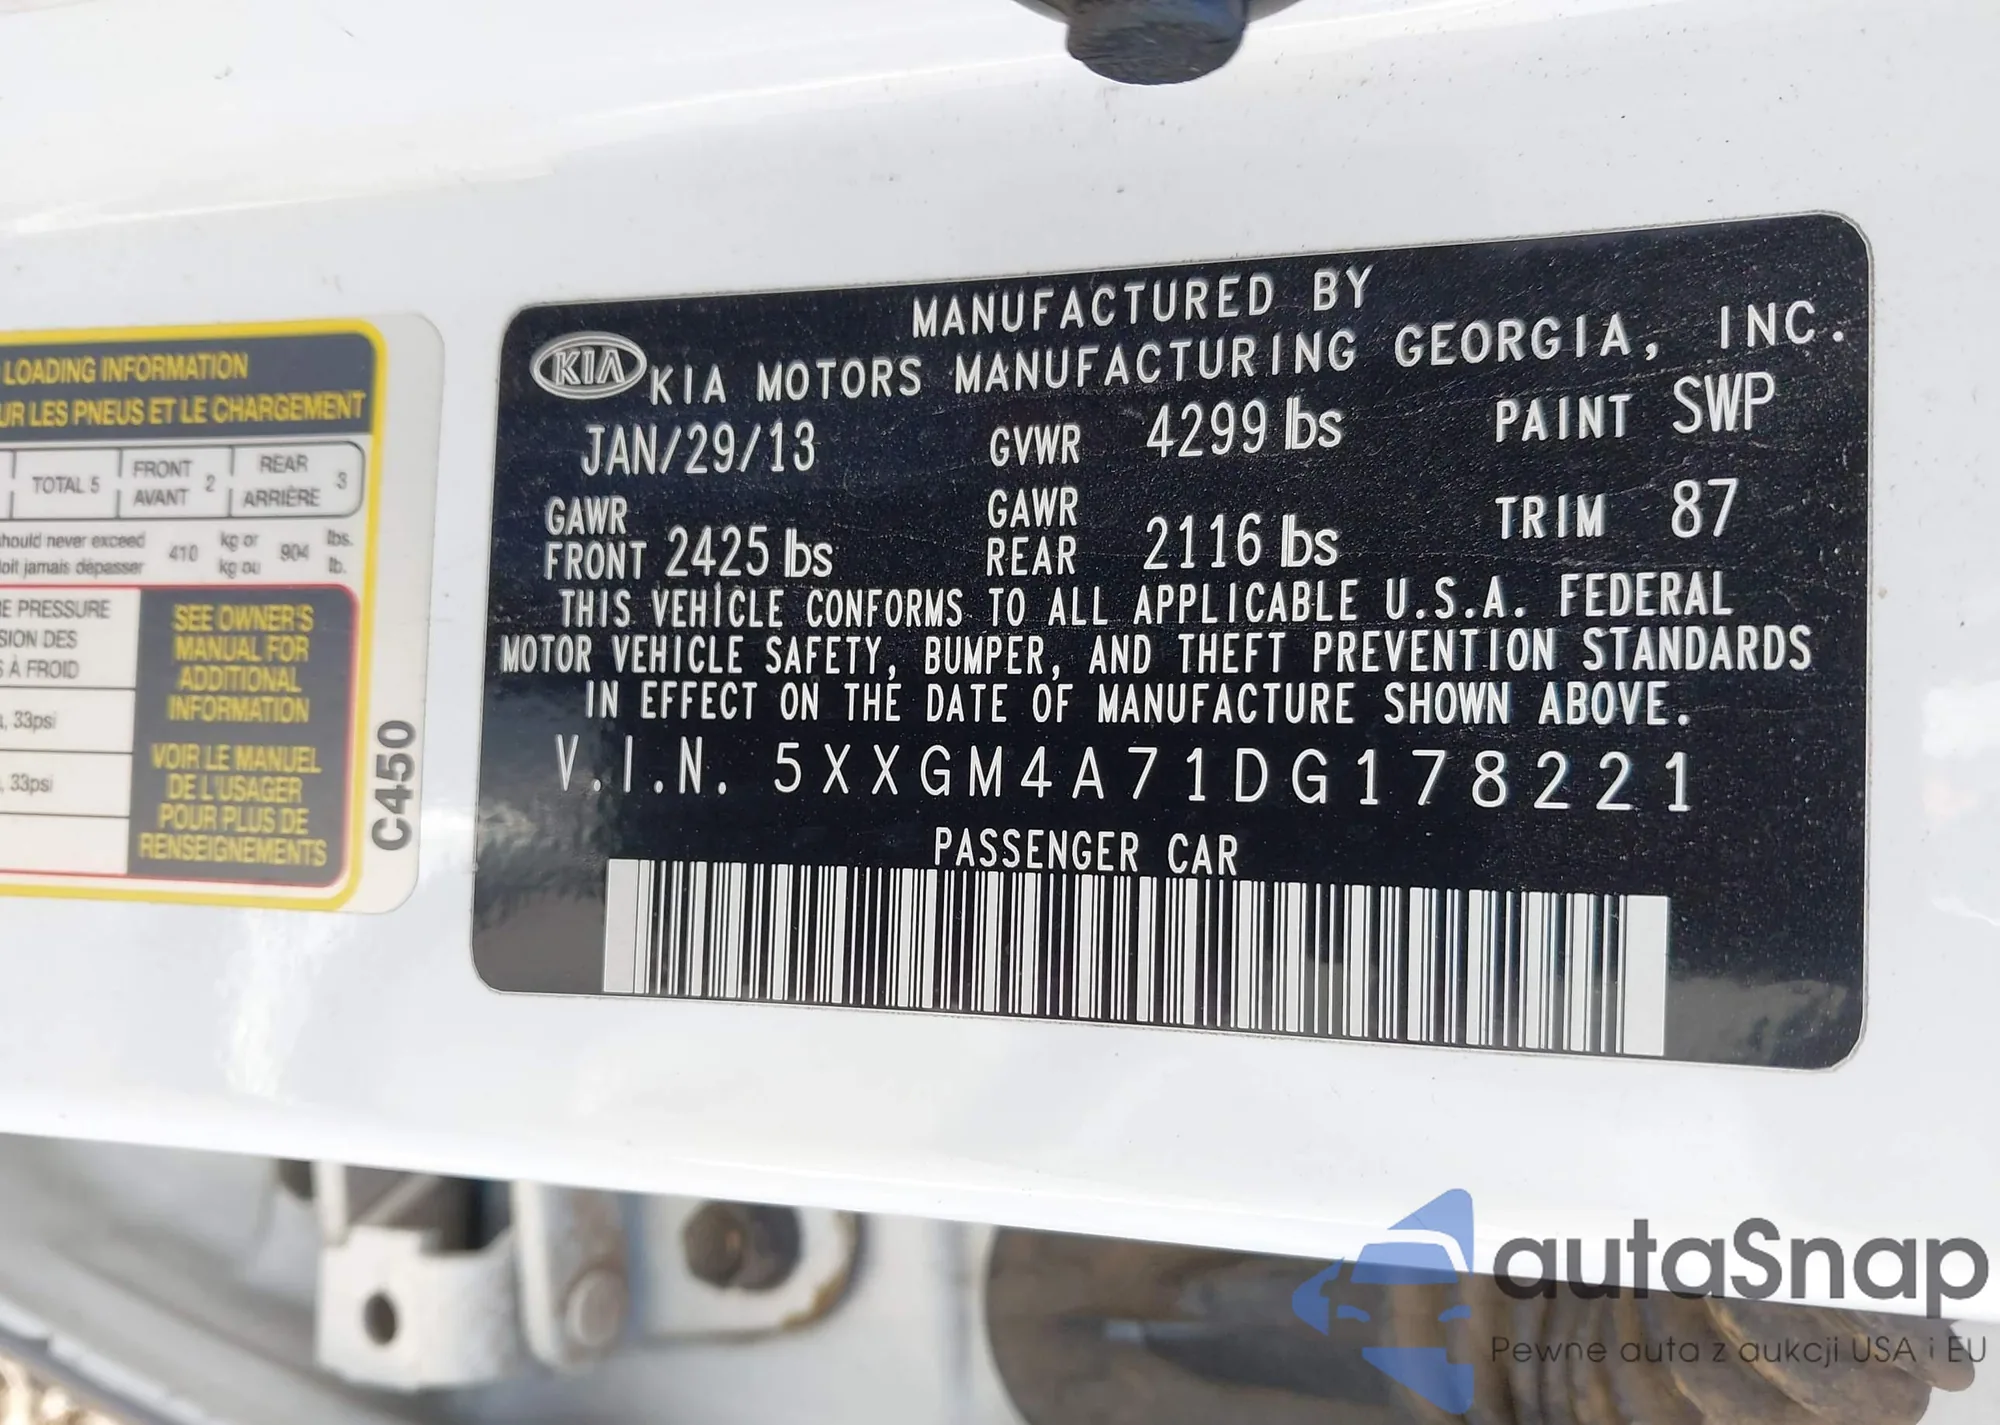 LOADING INFORMATION
LES PNEUS ET LE CHARGEMENT
TOTAL 5
FRONT
AVANT 2
REAR
ARRIÈRE 3
should never exceed
jamais dépasser
410
kg or
kg ou
904
lbs.
lb.
PRESSURE
DES
À FROID
33psi
33psi
SEE OWNER'S
MANUAL FOR
ADDITIONAL
INFORMATION
VOIR LE MANUEL
DE L'USAGER
POUR PLUS DE
RENSEIGNEMENTS
C450
MANUFACTURED BY
KIA
KIA MOTORS MANUFACTURING GEORGIA, INC.
JAN/29/13 GVWR 4299 lbs PAINT SWP
GAWR
FRONT 2425 lbs
GAWR
REAR 2116 lbs
TRIM 87
THIS VEHICLE CONFORMS TO ALL APPLICABLE U.S.A. FEDERAL
MOTOR VEHICLE SAFETY, BUMPER, AND THEFT PREVENTION STANDARDS
IN EFFECT ON THE DATE OF MANUFACTURE SHOWN ABOVE.
V.I.N. 5XXGM4A71DG178221
PASSENGER CAR
autaSnap
Pewne auta z aukcji USA i EU